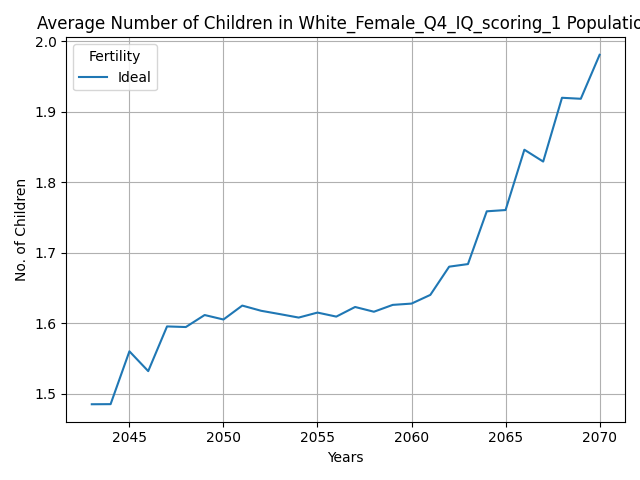 Average Number of Children in White_Female_Q4_IQ_scoring_1 Populatio
Fertility
Ideal
2.0
1.9
1.8
1.7
1.6
1.5
No. of Children
2045 2050 2055 2060 2065 2070
Years